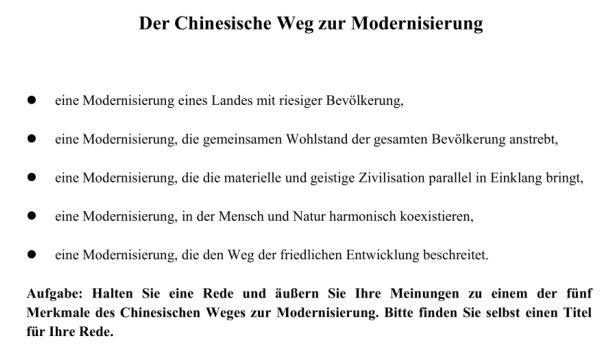 Der Chinesische Weg zur Modernisierung
● eine Modernisierung eines Landes mit riesiger Bevölkerung,
● eine Modernisierung, die gemeinsamen Wohlstand der gesamten Bevölkerung anstrebt,
● eine Modernisierung, die die materielle und geistige Zivilisation parallel in Einklang bringt,
● eine Modernisierung, in der Mensch und Natur harmonisch koexistieren,
● eine Modernisierung, die den Weg der friedlichen Entwicklung beschreitet.
Aufgabe: Halten Sie eine Rede und äußern Sie Ihre Meinungen zu einem der fünf
Merkmale des Chinesischen Weges zur Modernisierung. Bitte finden Sie selbst einen Titel
für Ihre Rede.